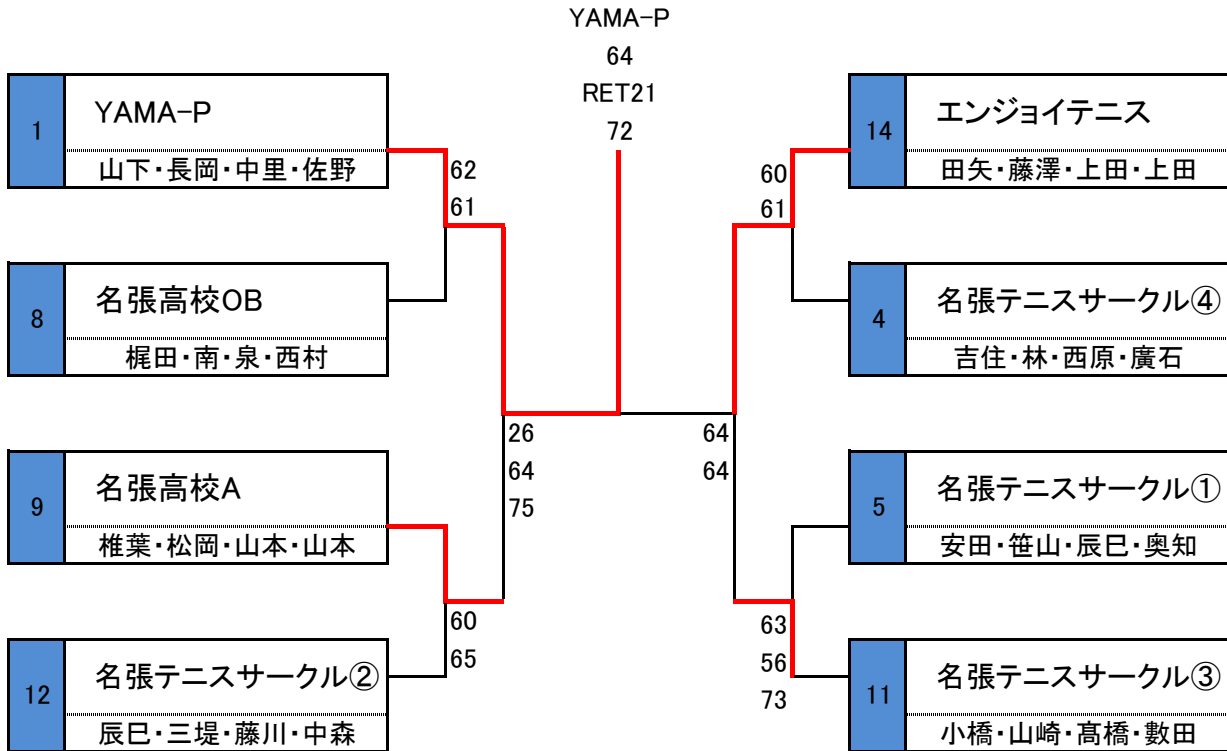 YAMA-P
64
RET21
72
1
YAMA-P
山下・長岡・中里・佐野
62
61
8
名張高校OB
梶田・南・泉・西村
26
64
75
9
名張高校A
椎葉・松岡・山本・山本
60
65
12
名張テニスサークル②
辰巳・三堤・藤川・中森
14
エンジョイテニス
田矢・藤澤・上田・上田
60
61
4
名張テニスサークル④
吉住・林・西原・廣石
64
64
5
名張テニスサークル①
安田・笹山・辰巳・奥知
63
56
73
11
名張テニスサークル③
小橋・山崎・髙橋・數田